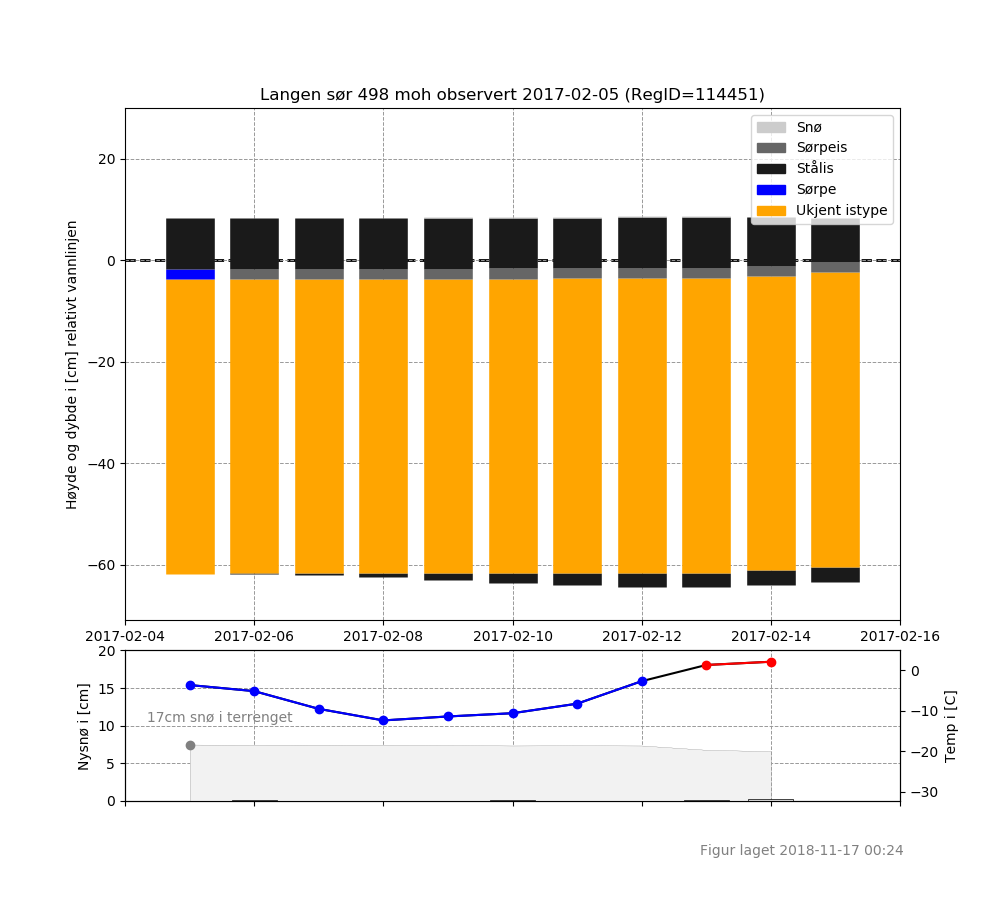 Langen sør 498 moh observert 2017-02-05 (RegID=114451)
Snø
Sørpeis
Stålis
Sørpe
Ukjent istype
Høyde og dybde i [cm] relativt vannlinjen
20
0
−20
−40
−60
2017-02-04 2017-02-06 2017-02-08 2017-02-10 2017-02-12 2017-02-14 2017-02-16
Nysnø i [cm]
20
15
10
5
0
17cm snø i terrenget
0
−10
−20
−30
Temp i [C]
Figur laget 2018-11-17 00:24